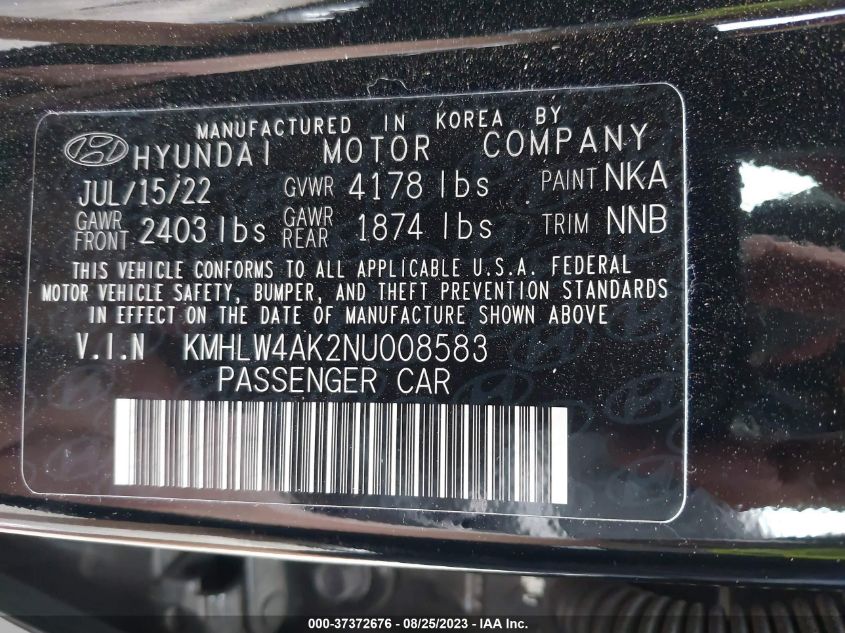 MANUFACTURED IN KOREA BY
HYUNDAI MOTOR COMPANY
JUL/15/22 GVWR 4178 lbs PAINT NKA
GAWR FRONT 2403 lbs GAWR REAR 1874 lbs TRIM NNB
THIS VEHICLE CONFORMS TO ALL APPLICABLE U.S.A. FEDERAL
MOTOR VEHICLE SAFETY, BUMPER, AND THEFT PREVENTION STANDARDS
IN EFFECT ON THE DATE OF MANUFACTURE SHOWN ABOVE
V.I.N KMHLW4AK2NU008583
PASSENGER CAR
000-37372676 - 08/25/2023 - IAA Inc.